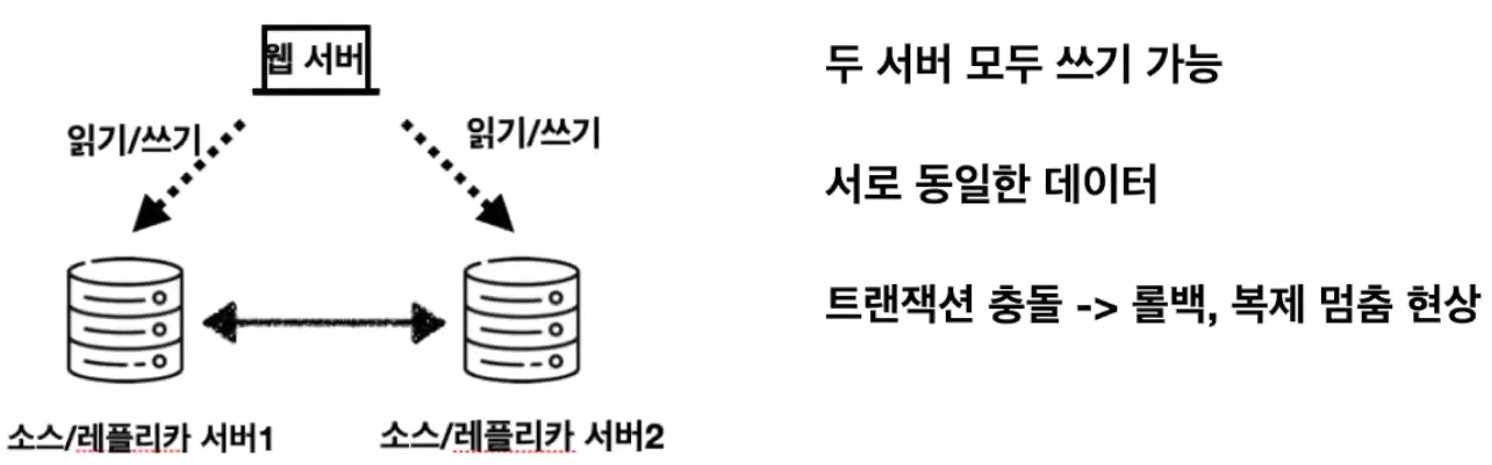 웹 서버
읽기/쓰기
읽기/쓰기
소스/레플리카 서버1
소스/레플리카 서버2
두 서버 모두 쓰기 가능
서로 동일한 데이터
트랜잭션 충돌 -> 롤백, 복제 멈춤 현상